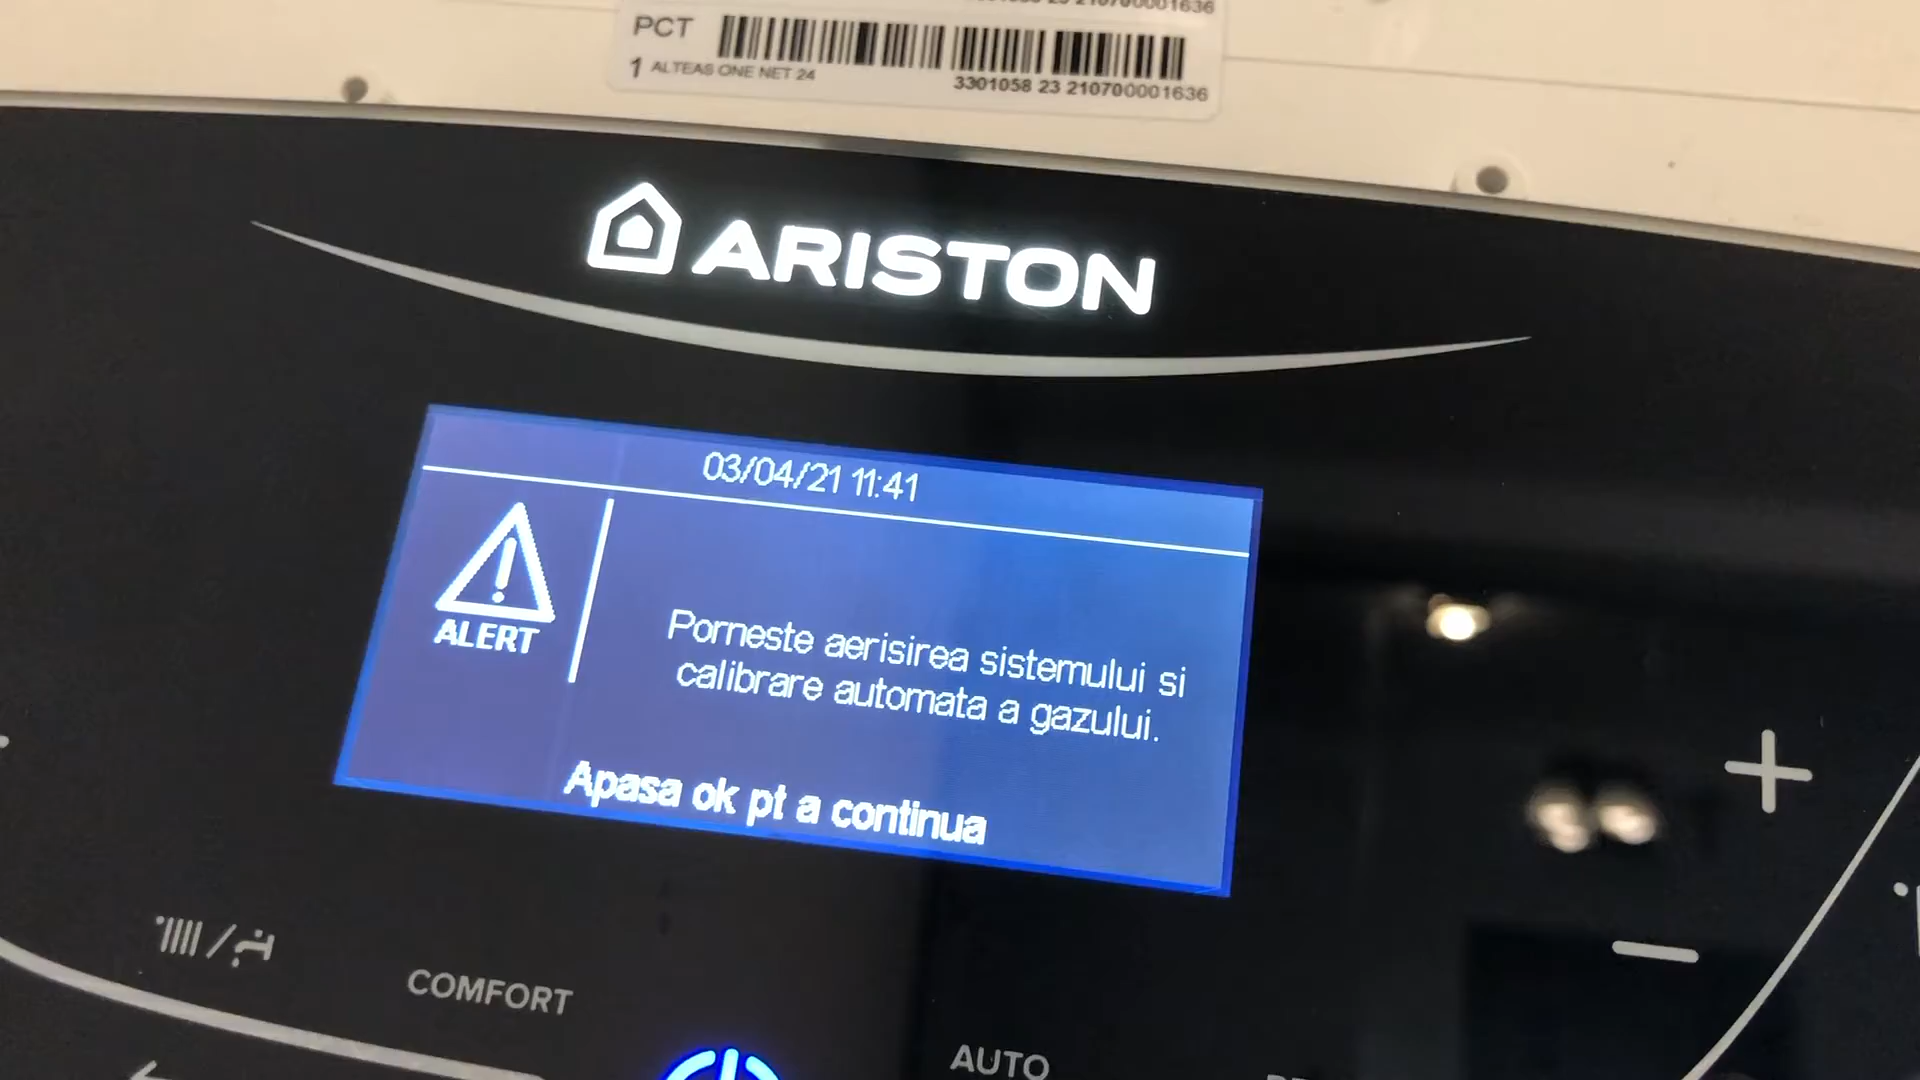 PCT
1 ALTEAS ONE NET 24
3301058 23 210700001636
ARISTON
03/04/21 11:41
ALERT
Porneste aerisirea sistemului si
calibrare automata a gazului.
Apasa ok pt a continua
COMFORT
AUTO